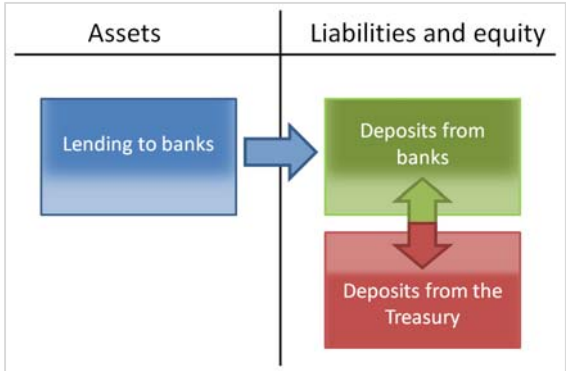 Assets
Liabilities and equity
Lending to banks
Deposits from
banks
Deposits from the
Treasury